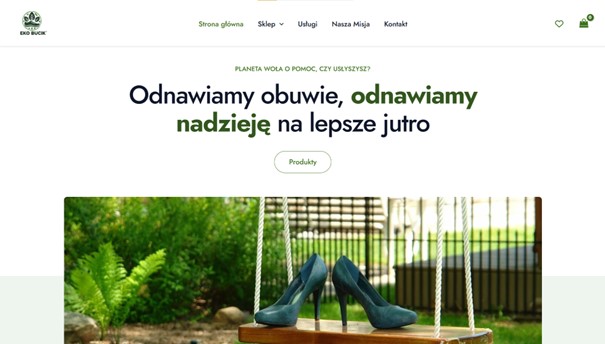 EKO BUCIK
Strona główna
Sklep
Usługi
Nasza Misja
Kontakt
0
PLANETA WOŁA O POMOC, CZY USŁYSZYSZ?
Odnawiamy obuwie, odnawiamy
nadzieję na lepsze jutro
Produkty